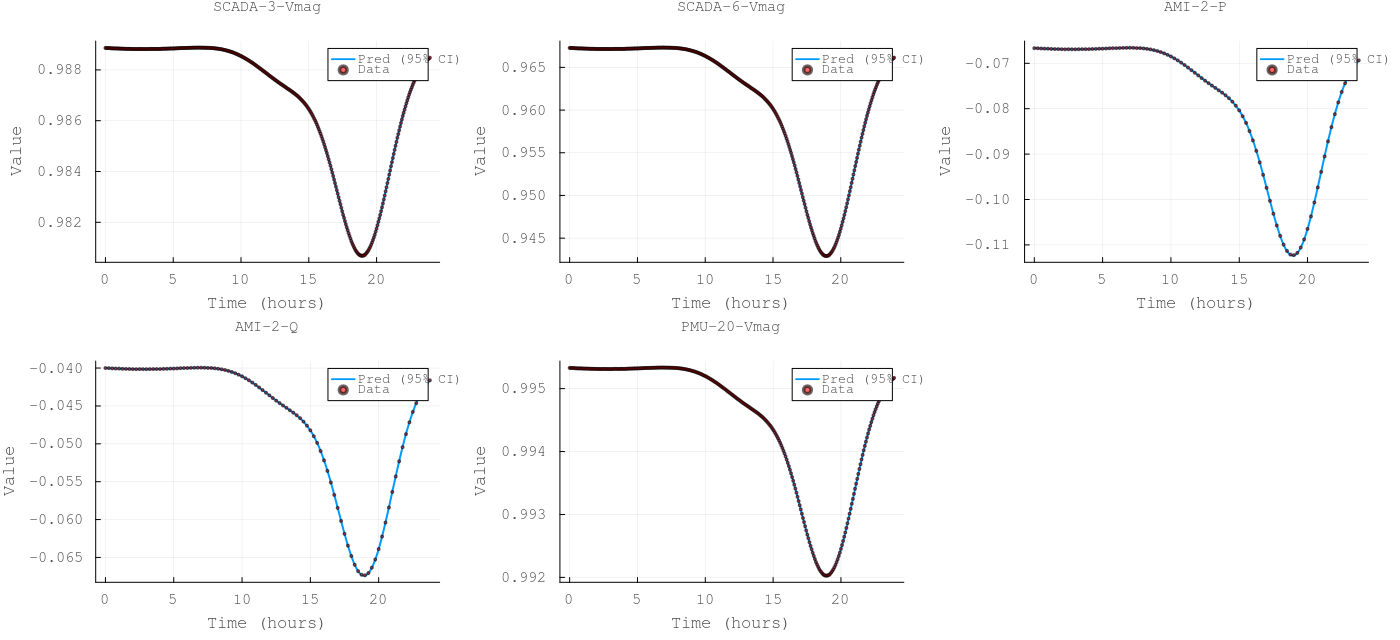 SCADA-3-Vmag
0.988
0.986
0.984
0.982
Value
0 5 10 15 20
Time (hours)
Pred (95% CI)
Data
SCADA-6-Vmag
0.965
0.960
0.955
0.950
0.945
Value
0 5 10 15 20
Time (hours)
Pred (95% CI)
Data
AMI-2-P
-0.07
-0.08
-0.09
-0.10
-0.11
Value
0 5 10 15 20
Time (hours)
Pred (95% CI)
Data
AMI-2-Q
-0.040
-0.045
-0.050
-0.055
-0.060
-0.065
Value
0 5 10 15 20
Time (hours)
Pred (95% CI)
Data
PMU-20-Vmag
0.995
0.994
0.993
0.992
Value
0 5 10 15 20
Time (hours)
Pred (95% CI)
Data